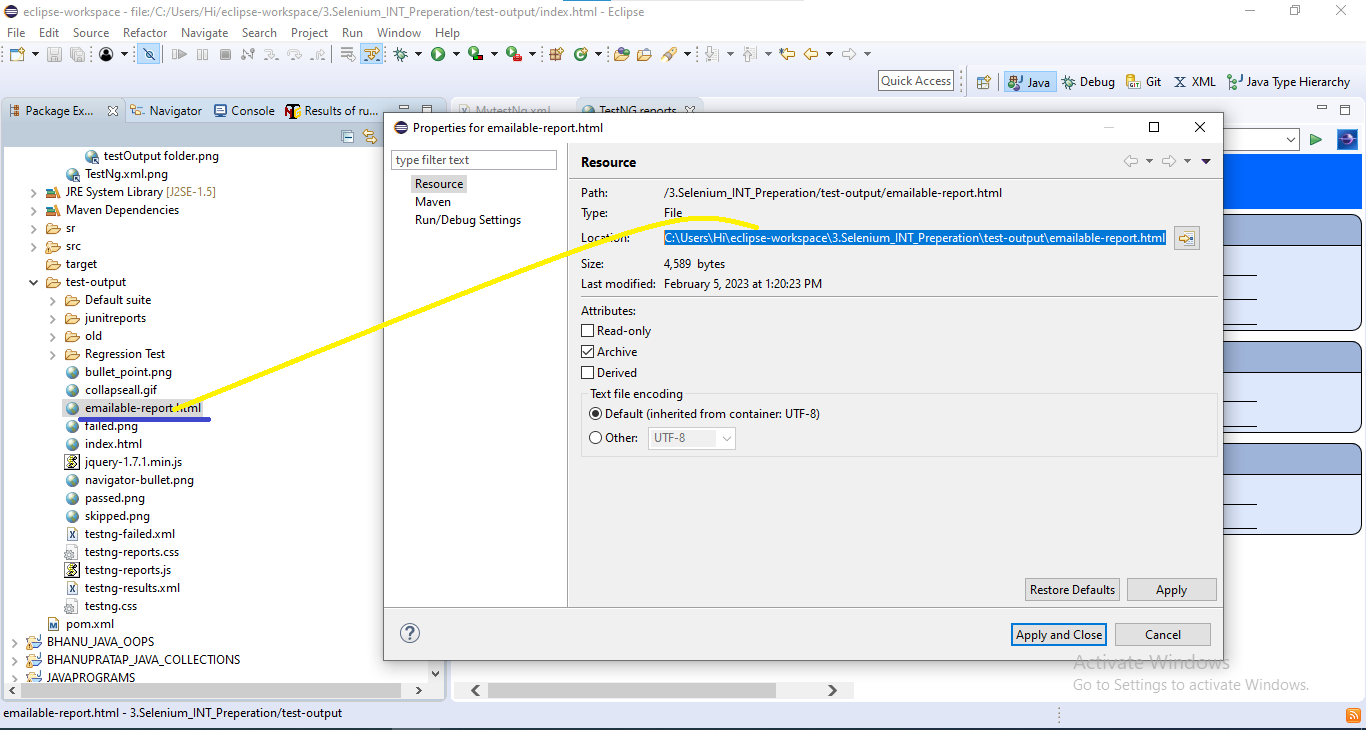 eclipse-workspace - file:/C:/Users/Hi/eclipse-workspace/3.Selenium_INT_Preperation/test-output/index.html - Eclipse
File Edit Source Refactor Navigate Search Project Run Window Help
Quick Access Java Debug Git XML Java Type Hierarchy
Package Ex... Navigator Console Results of ru... MytestNg.xml TestNG reports
testOutput folder.png
TestNg.xml.png
JRE System Library [J2SE-1.5]
Maven Dependencies
sr
src
target
test-output
Default suite
junitreports
old
Regression Test
bullet_point.png
collapseall.gif
emailable-report.html
failed.png
index.html
jquery-1.7.1.min.js
navigator-bullet.png
passed.png
skipped.png
testng-failed.xml
testng-reports.css
testng-reports.js
testng-results.xml
testng.css
pom.xml
BHANU_JAVA_OOPS
BHANUPRATAP_JAVA_COLLECTIONS
JAVAPROGRAMS
Properties for emailable-report.html
type filter text
Resource
Maven
Run/Debug Settings
Resource
Path: /3.Selenium_INT_Preperation/test-output/emailable-report.html
Type: File
Location: C:\Users\Hi\eclipse-workspace\3.Selenium_INT_Preperation\test-output\emailable-report.html
Size: 4,589 bytes
Last modified: February 5, 2023 at 1:20:23 PM
Attributes:
Read-only
Archive
Derived
Text file encoding
Default (inherited from container: UTF-8)
Other: UTF-8
Restore Defaults Apply
Apply and Close Cancel
Activate Windows
Go to Settings to activate Windows.
emailable-report.html - 3.Selenium_INT_Preperation/test-output